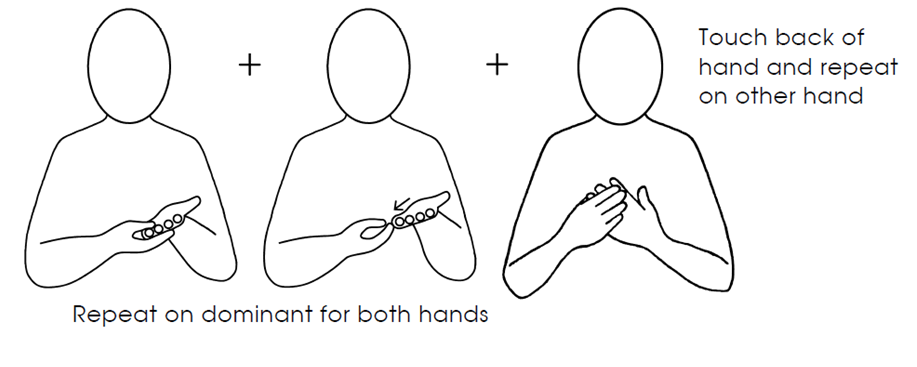 Touch back of
hand and repeat
on other hand
+
+
Repeat on dominant for both hands